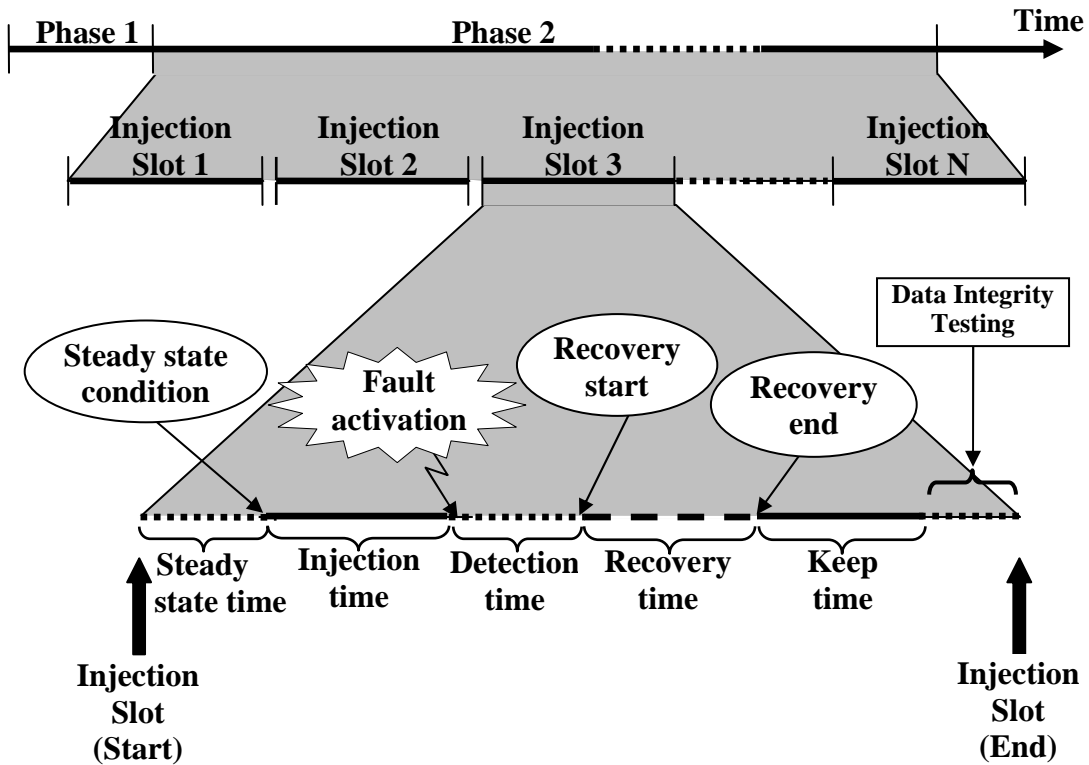 Phase 1
Phase 2
Time
Injection
Slot 1
Injection
Slot 2
Injection
Slot 3
Injection
Slot N
Data Integrity
Testing
Steady state
condition
Fault
activation
Recovery
start
Recovery
end
Steady
state time
Injection
time
Detection
time
Recovery
time
Keep
time
Injection
Slot
(Start)
Injection
Slot
(End)